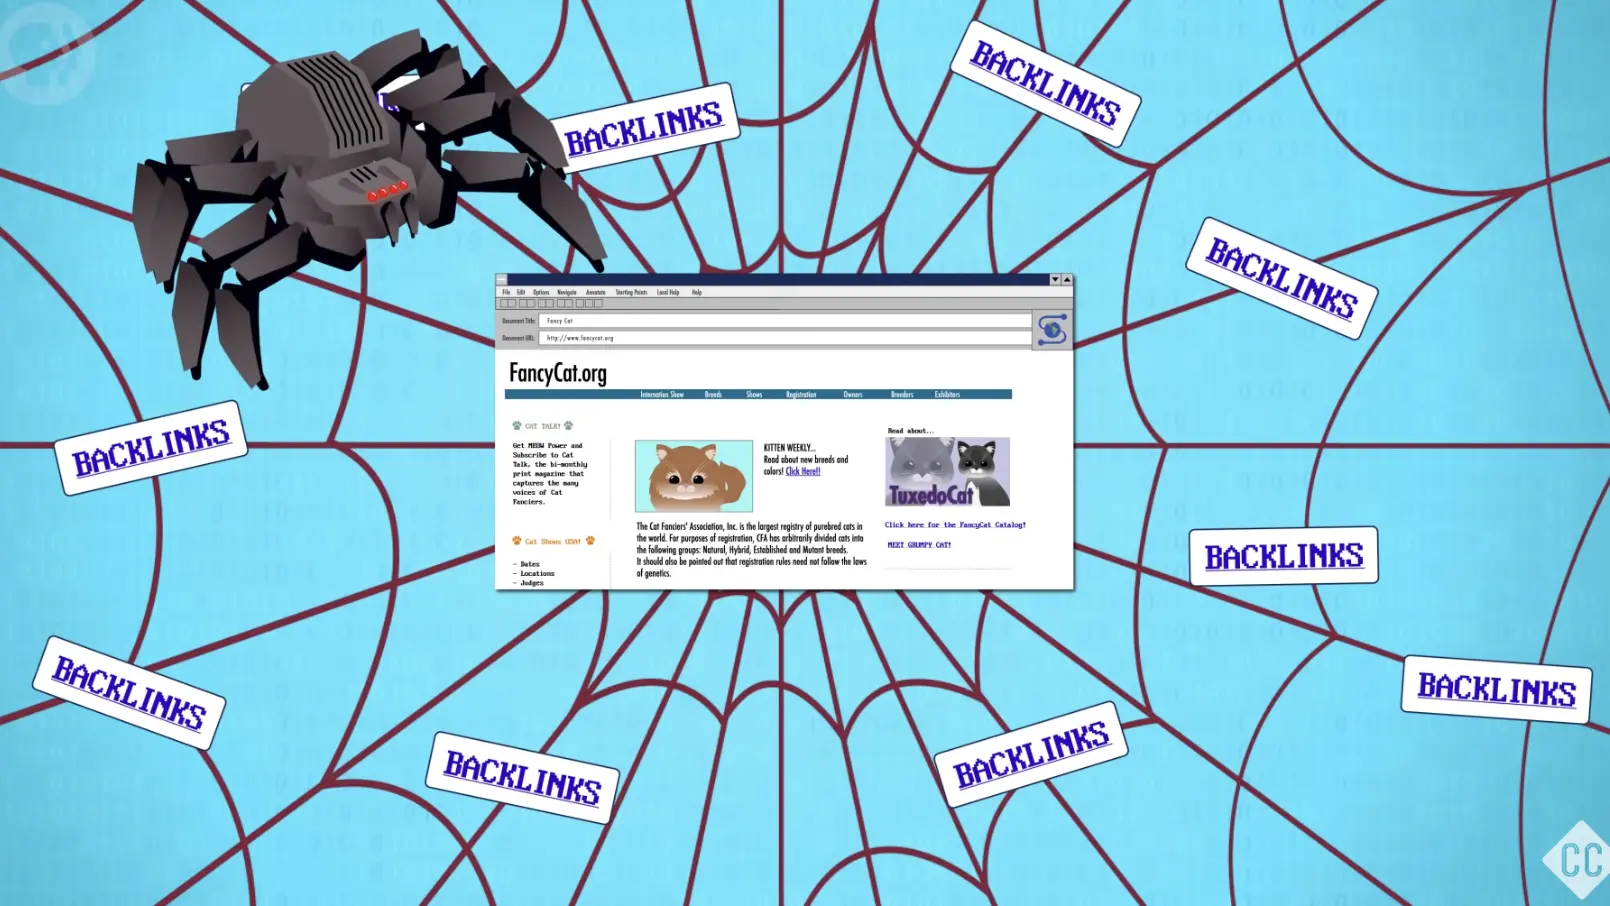 BACKLINKS
BACKLINKS
BACKLINKS
File Edit Options Navigate Annotate Starting Points Local Help Help
Document Title: Fancy Cat
Document URL: http://www.fancycat.org
FancyCat.org
Internation Show Breeds Shows Registration Owners Breeders Exhibitors
CAT TALK!
Get MEOW Power and
Subscribe to Cat
Talk, the bi-monthly
print magazine that
captures the many
voices of Cat
Fanciers.
Cat Shows USA!
- Dates
- Locations
- Judges
KITTEN WEEKLY...
Read about new breeds and
colors! Click Here!!
The Cat Fanciers' Association, Inc. is the largest registry of purebred cats in
the world. For purposes of registration, CFA has arbitrarily divided cats into
the following groups: Natural, Hybrid, Established and Mutant breeds.
It should also be pointed out that registration rules need not follow the laws
of genetics.
Read about...
TuxedoCat
Click here for the FancyCat Catalog!
MEET GRUMPY CAT!
BACKLINKS
BACKLINKS
BACKLINKS
BACKLINKS
BACKLINKS
BACKLINKS
CC